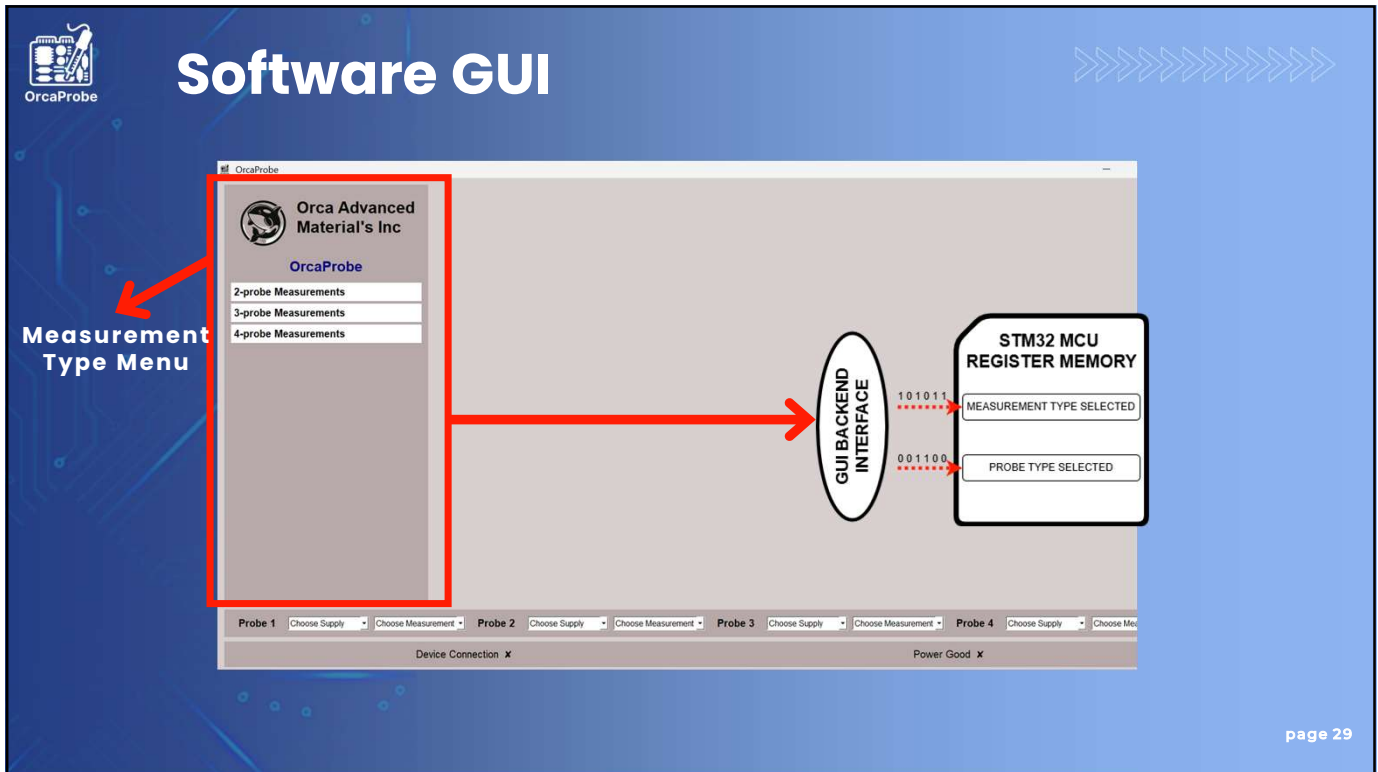 OrcaProbe
Software GUI
OrcaProbe
Orca Advanced
Material's Inc
OrcaProbe
2-probe Measurements
3-probe Measurements
4-probe Measurements
Measurement
Type Menu
GUI BACKEND
INTERFACE
101011
001100
STM32 MCU
REGISTER MEMORY
MEASUREMENT TYPE SELECTED
PROBE TYPE SELECTED
Probe 1 Choose Supply Choose Measurement Probe 2 Choose Supply Choose Measurement Probe 3 Choose Supply Choose Measurement Probe 4 Choose Supply Choose Mea
Device Connection ✘ Power Good ✘
page 29